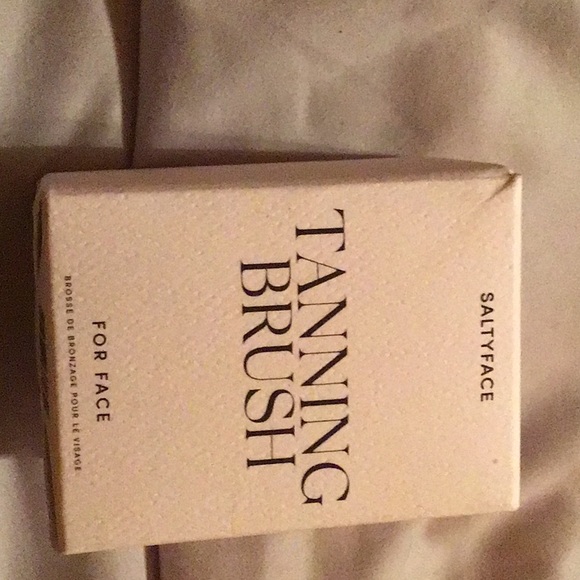 SALTYFACE
TANNING
BRUSH
FOR FACE
BROSSE DE BRONZAGE POUR LE VISAGE